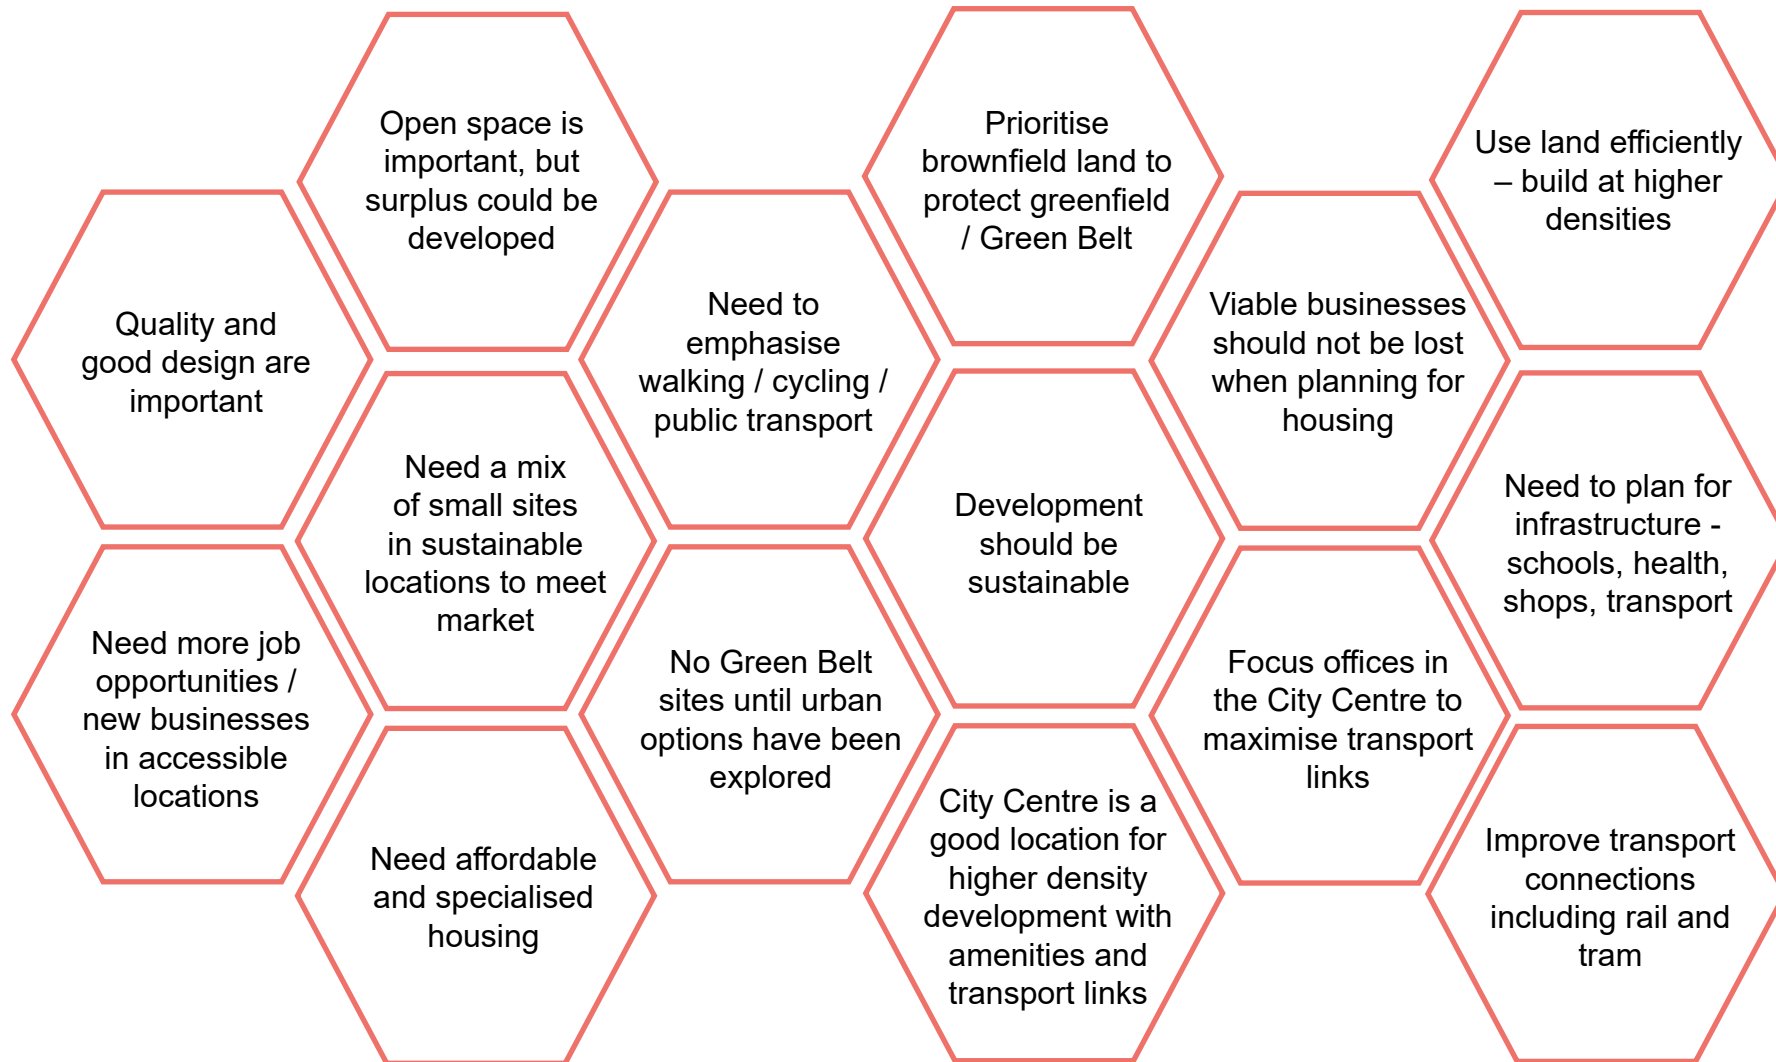 Open space is
important, but
surplus could be
developed
Prioritise
brownfield land to
protect greenfield
/ Green Belt
Use land efficiently
– build at higher
densities
Quality and
good design are
important
Need to
emphasise
walking / cycling /
public transport
Viable businesses
should not be lost
when planning for
housing
Need a mix
of small sites
in sustainable
locations to meet
market
Development
should be
sustainable
Need to plan for
infrastructure -
schools, health,
shops, transport
Need more job
opportunities /
new businesses
in accessible
locations
No Green Belt
sites until urban
options have been
explored
Focus offices in
the City Centre to
maximise transport
links
Need affordable
and specialised
housing
City Centre is a
good location for
higher density
development with
amenities and
transport links
Improve transport
connections
including rail and
tram